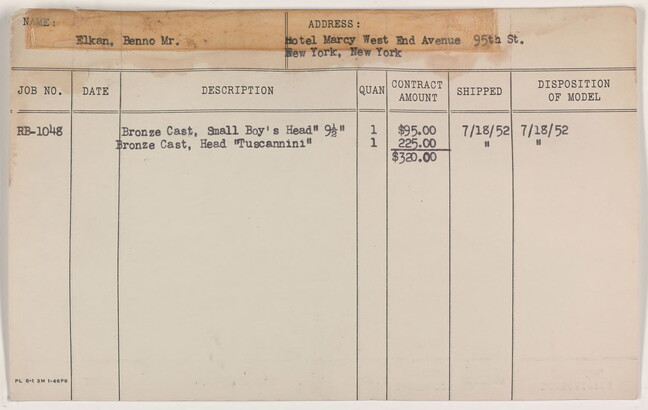 NAME: ADDRESS:
Elkan, Benno Mr. Hotel Marcy West End Avenue 95th St.
New York, New York
JOB NO. DATE DESCRIPTION QUAN CONTRACT AMOUNT SHIPPED DISPOSITION OF MODEL
RB-1048 Bronze Cast, Small Boy's Head" 9½" 1 $95.00 7/18/52 7/18/52
Bronze Cast, Head "Tuscannini" 1 225.00 " "
$320.00